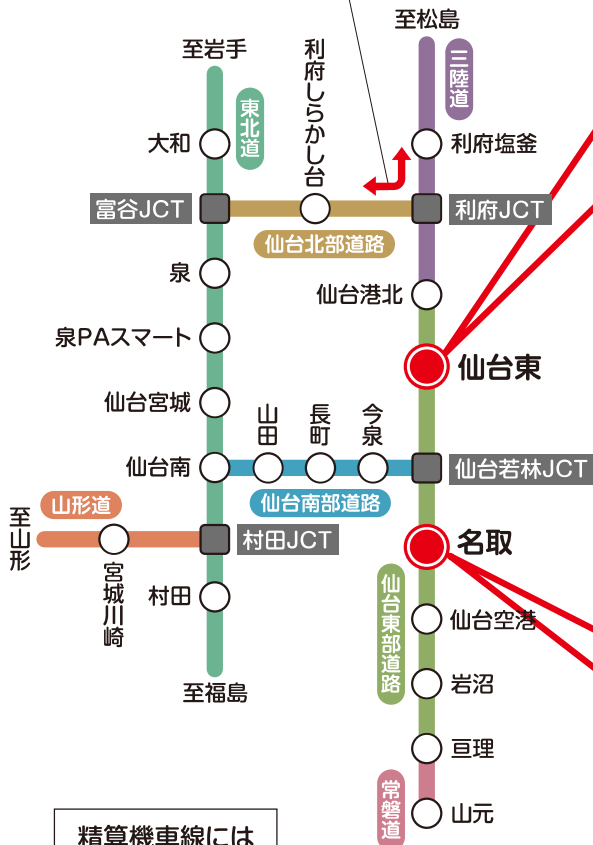 至松島
至岩手
三陸道
東北道
利府しらかし台
大和
利府塩釜
富谷JCT
利府JCT
仙台北部道路
泉
仙台港北
泉PAスマート
仙台東
仙台宮城
山田
長町
今泉
仙台南
仙台若林JCT
山形道
仙台南部道路
至山形
村田JCT
名取
宮城川崎
村田
仙台東部道路
仙台空港
至福島
岩沼
亘理
常磐道
山元
精算機車線には